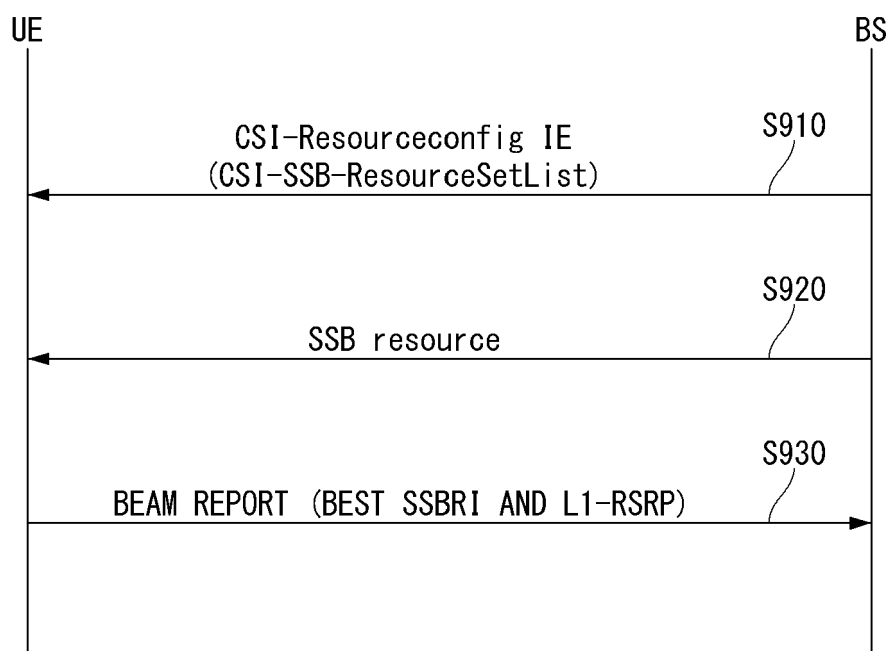 UE
BS
S910
CSI-Resourceconfig IE
(CSI-SSB-ResourceSetList)
S920
SSB resource
S930
BEAM REPORT (BEST SSBRI AND L1-RSRP)